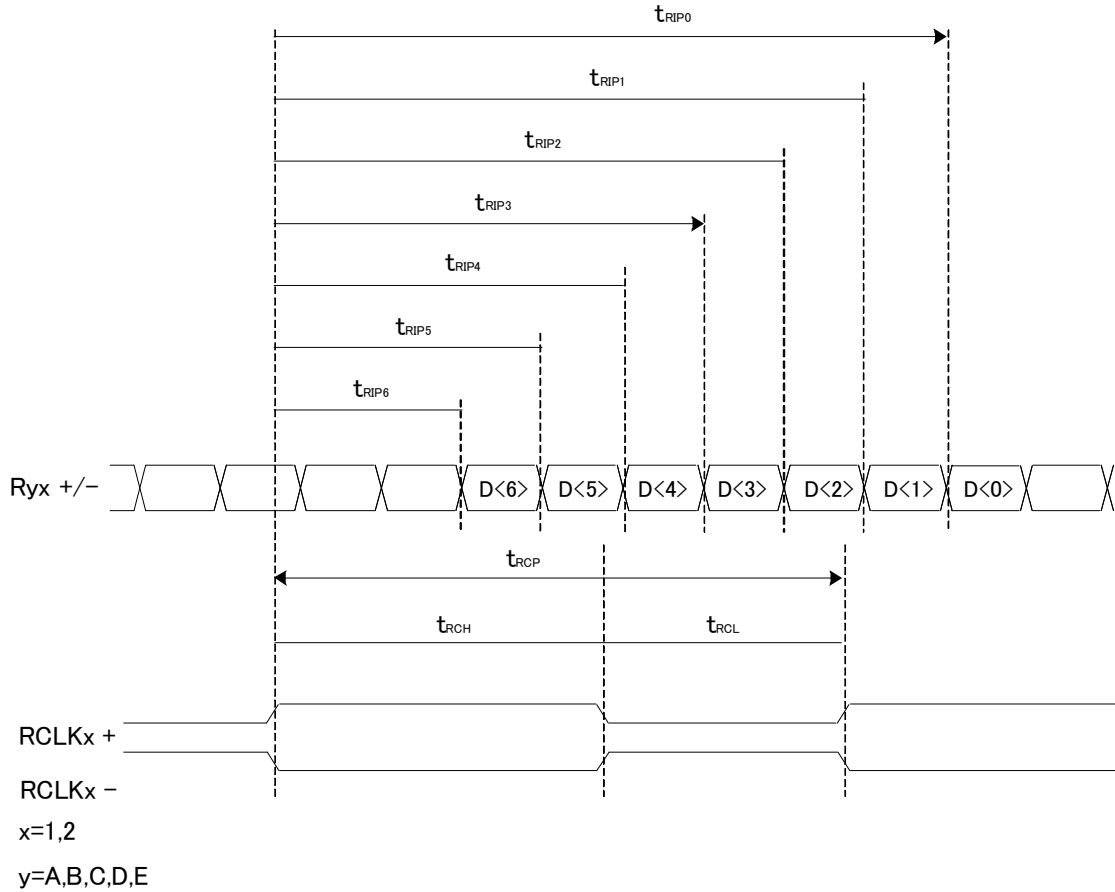 tRIP0
tRIP1
tRIP2
tRIP3
tRIP4
tRIP5
tRIP6
Ryx +/−
D<6> D<5> D<4> D<3> D<2> D<1> D<0>
tRCP
tRCH tRCL
RCLKx +
RCLKx −
x=1,2
y=A,B,C,D,E